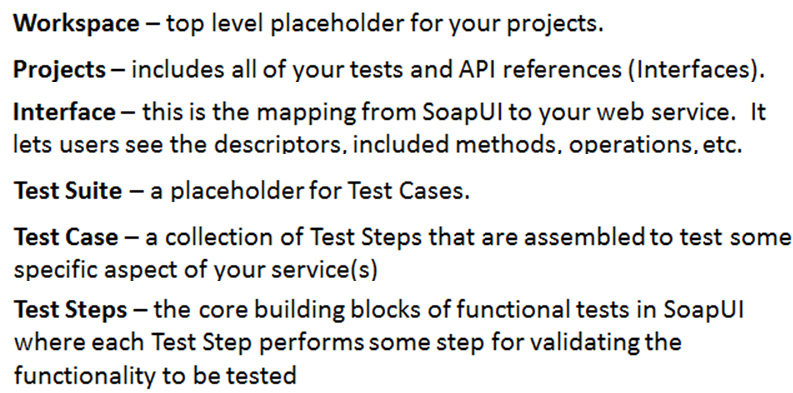 Workspace – top level placeholder for your projects.
Projects – includes all of your tests and API references (Interfaces).
Interface – this is the mapping from SoapUI to your web service.  It
lets users see the descriptors, included methods, operations, etc.
Test Suite – a placeholder for Test Cases.
Test Case – a collection of Test Steps that are assembled to test some
specific aspect of your service(s)
Test Steps – the core building blocks of functional tests in SoapUI
where each Test Step performs some step for validating the
functionality to be tested